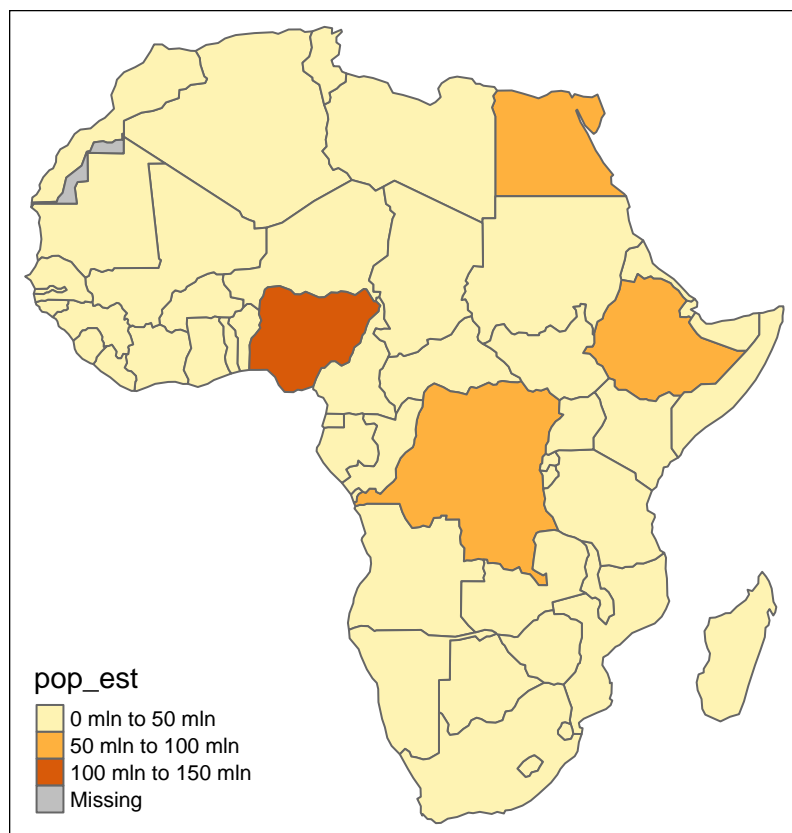 pop_est
0 mln to 50 mln
50 mln to 100 mln
100 mln to 150 mln
Missing